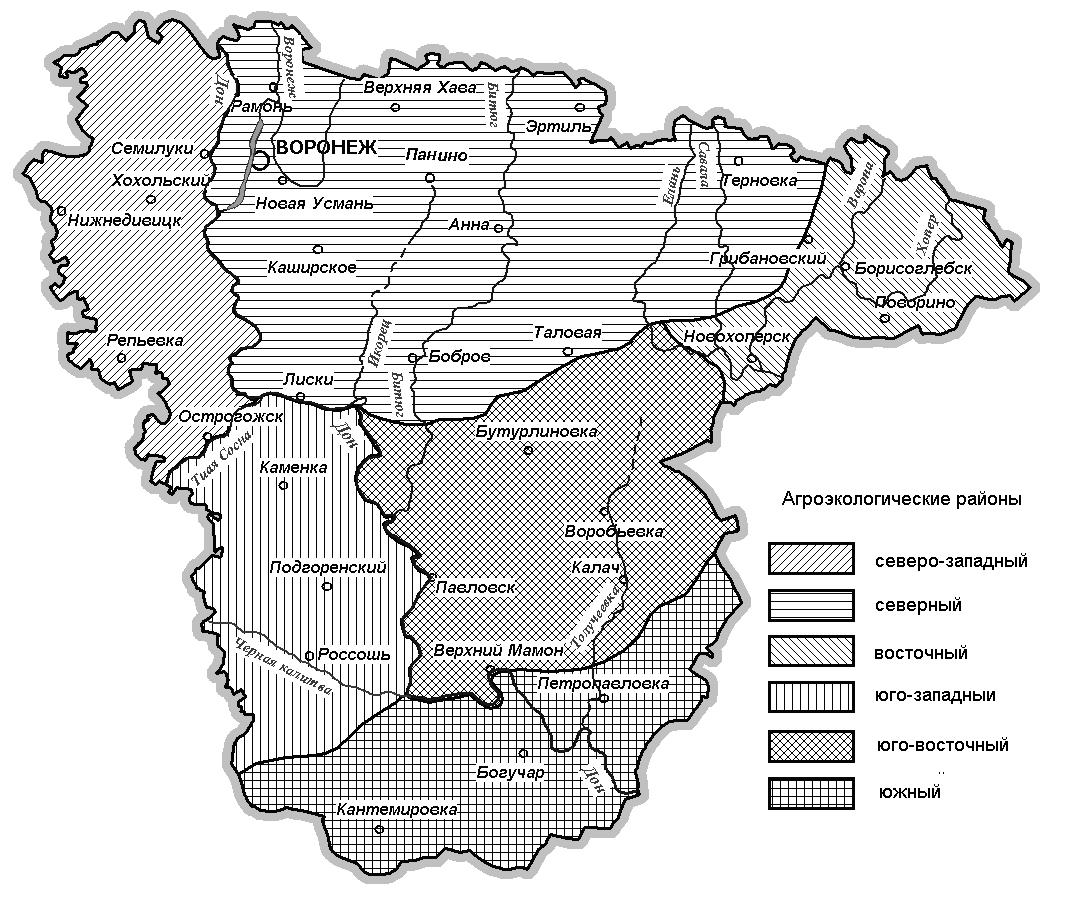 Воронеж
Дон
Верхняя Хава
Битюг
Рамонь
Эртиль
Семилуки
ВОРОНЕЖ
Панино
Савала
Елань
Терновка
Ворона
Хохольский
Новая Усмань
Нижнедивицк
Анна
Хопер
Каширское
Грибановский
Борисоглебск
Поворино
Репьевка
Икорец
Бобров
Таловая
Новохоперск
Лиски
Битюг
Острогожск
Дон
Тиая Сосна
Бутурлиновка
Каменка
Агроэкологические районы
Воробьевка
северо-западный
Подгоренский
Павловск
Калач
северный
Толучеевка
Черная калитва
Россошь
Верхний Мамон
восточный
Петропавловка
юго-западный
юго-восточный
Богучар
Дон
южный
Кантемировка